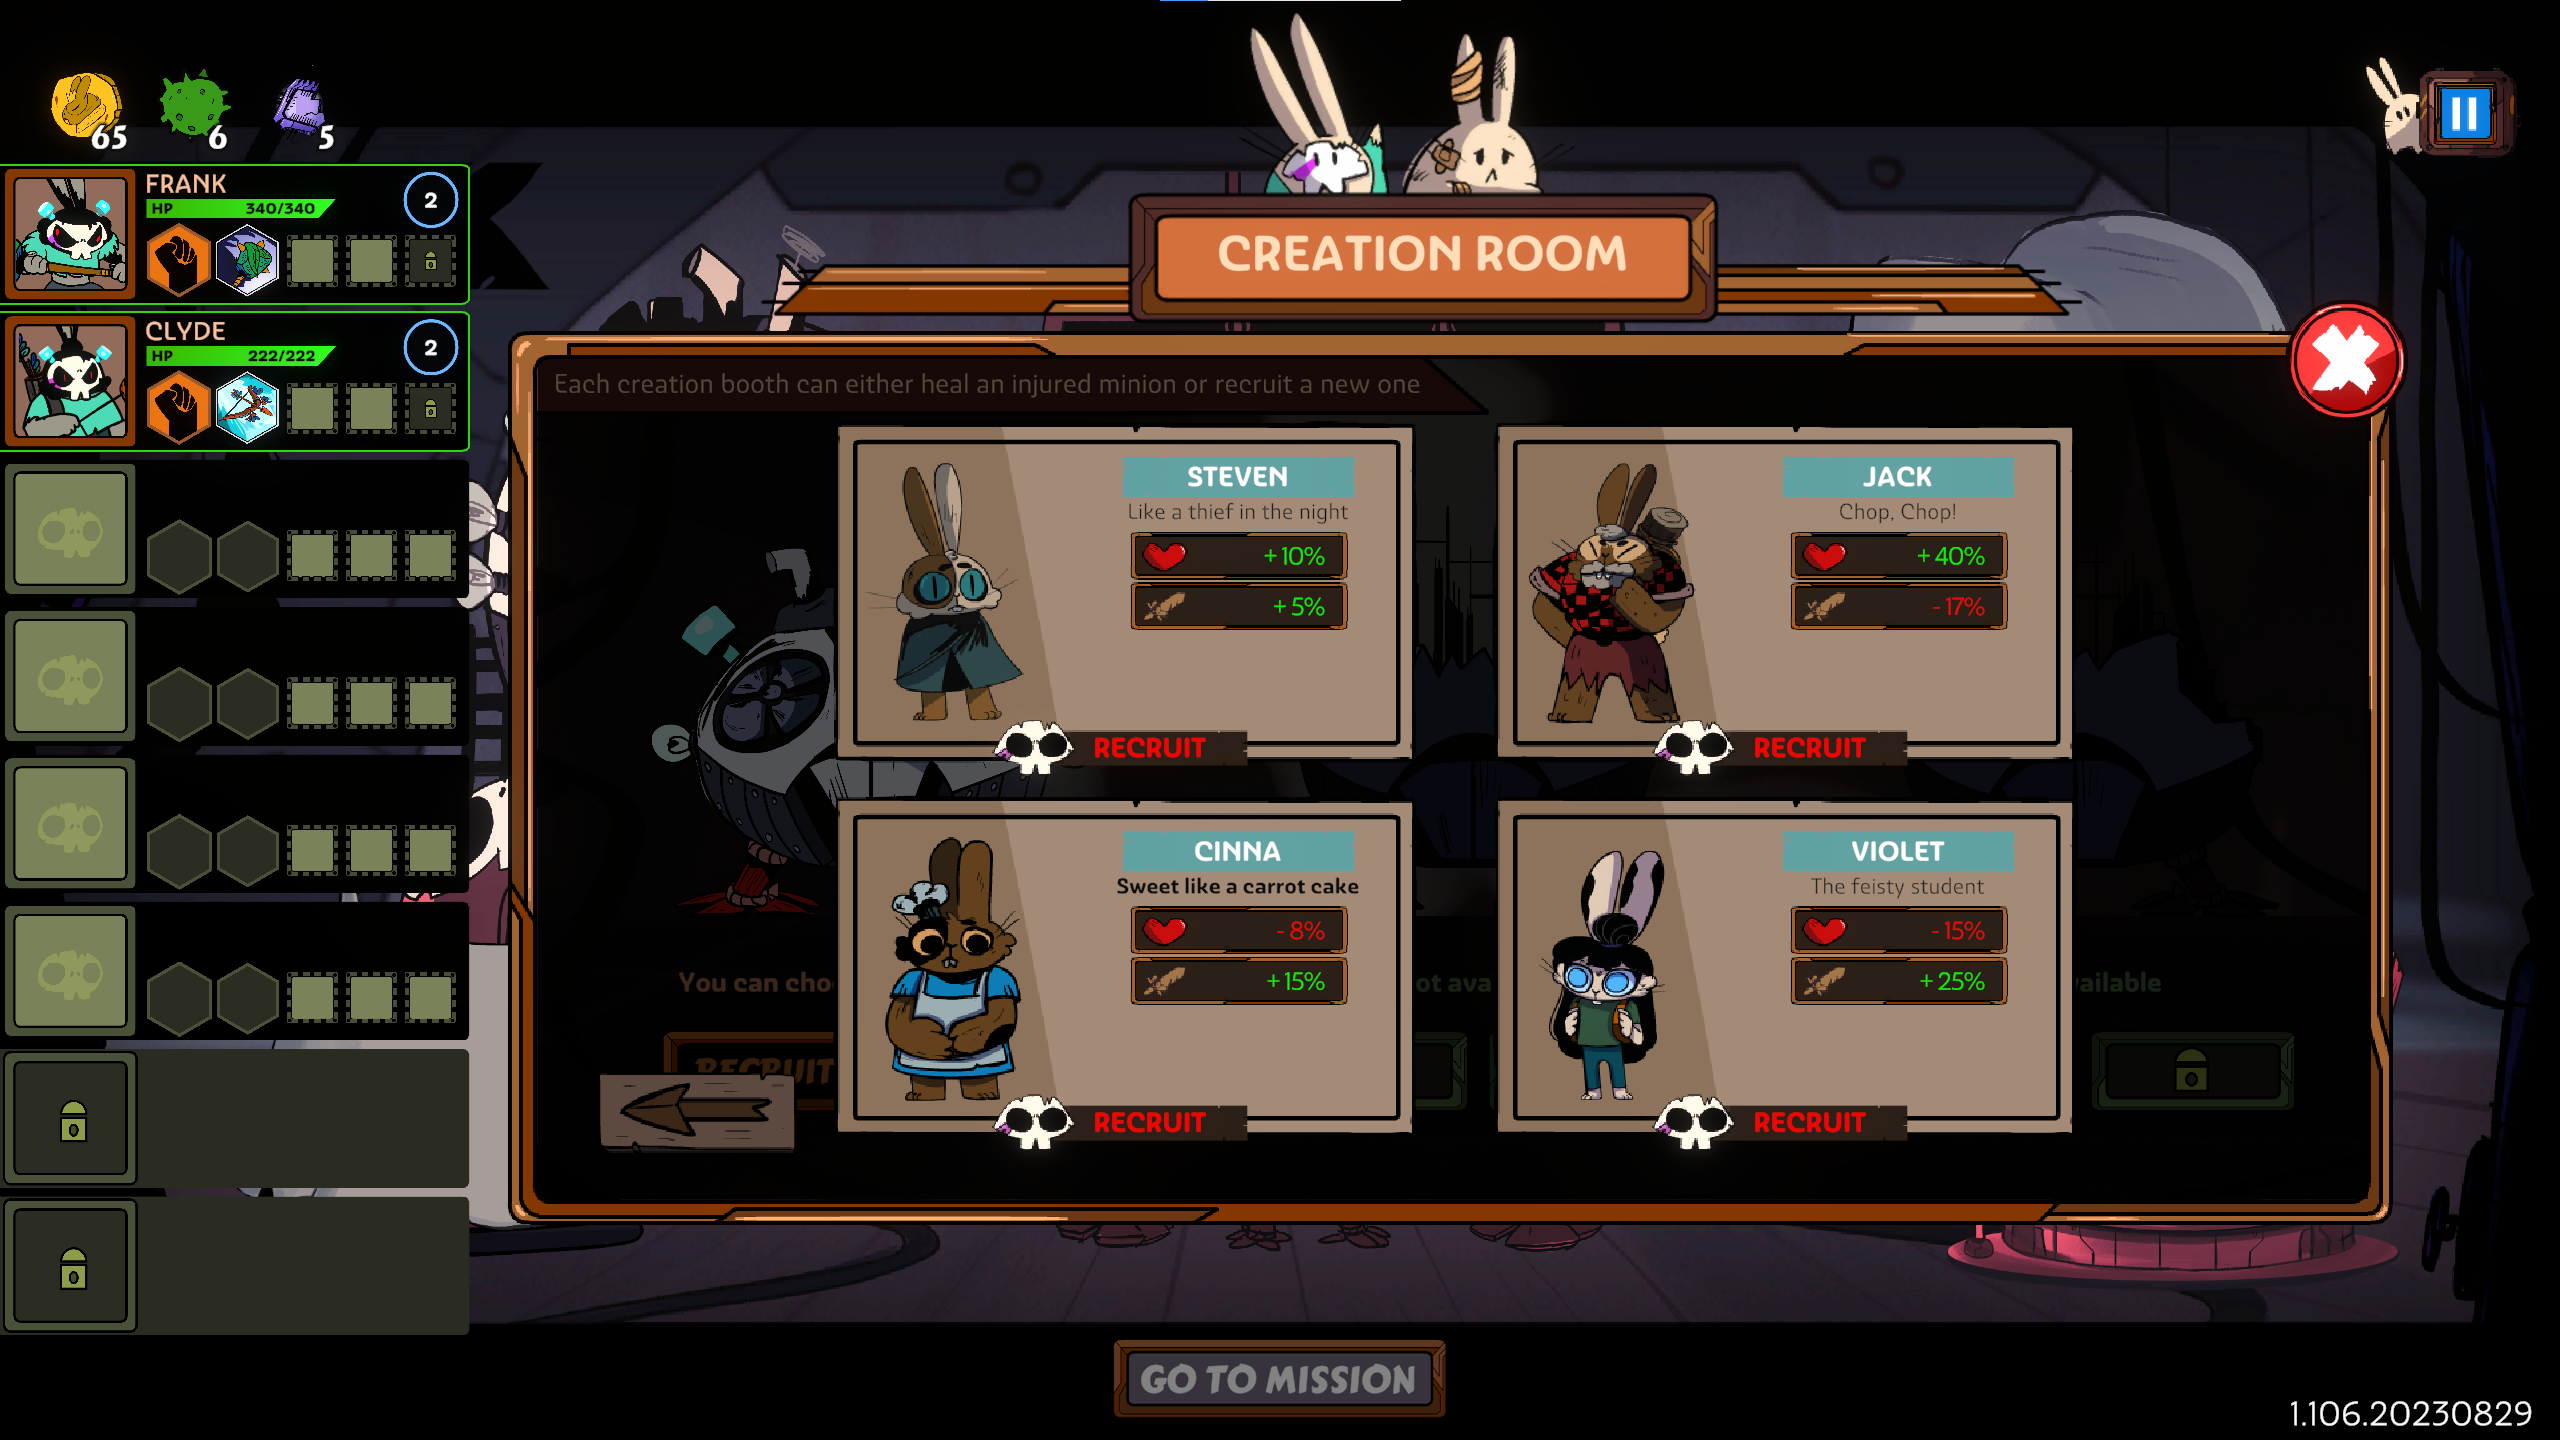 65 6 5
CREATION ROOM
FRANK
HP 340/340
2
CLYDE
HP 222/222
2
Each creation booth can either heal an injured minion or recruit a new one
STEVEN
Like a thief in the night
+10%
+5%
RECRUIT
JACK
Chop, Chop!
+40%
-17%
RECRUIT
CINNA
Sweet like a carrot cake
-8%
+15%
RECRUIT
VIOLET
The feisty student
-15%
+25%
RECRUIT
You can
RECRUIT
GO TO MISSION
1.106.20230829